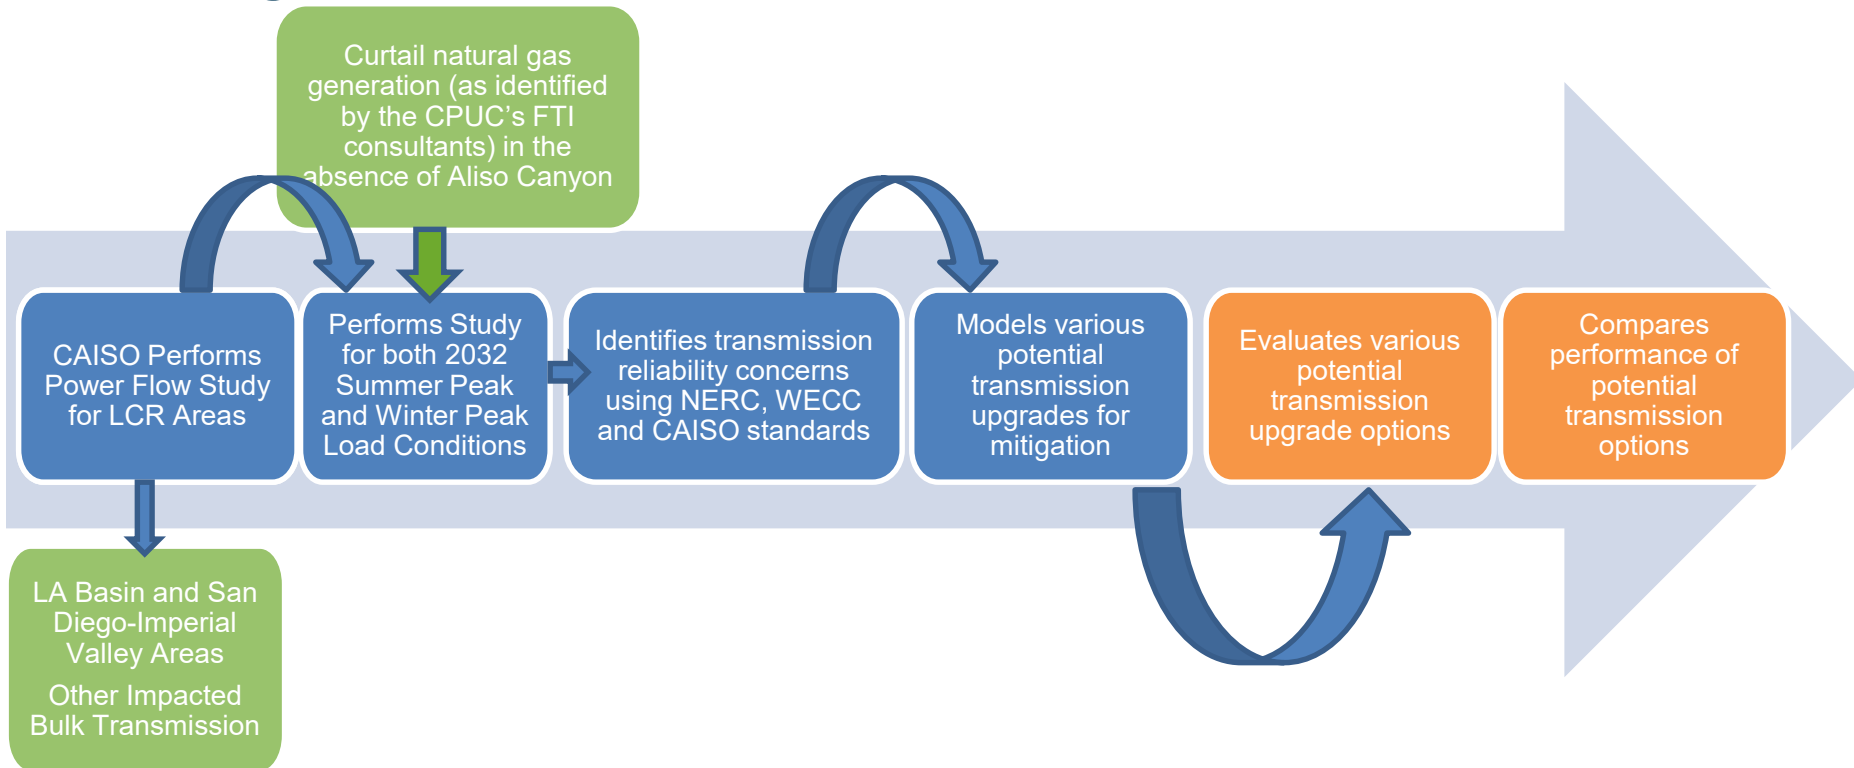 Curtail natural gas
generation (as identified
by the CPUC's FTI
consultants) in the
absence of Aliso Canyon
CAISO Performs
Power Flow Study
for LCR Areas
Performs Study
for both 2032
Summer Peak
and Winter Peak
Load Conditions
Identifies transmission
reliability concerns
using NERC, WECC
and CAISO standards
Models various
potential
transmission
upgrades for
mitigation
Evaluates various
potential
transmission
upgrade options
Compares
performance of
potential
transmission
options
LA Basin and San
Diego-Imperial
Valley Areas
Other Impacted
Bulk Transmission